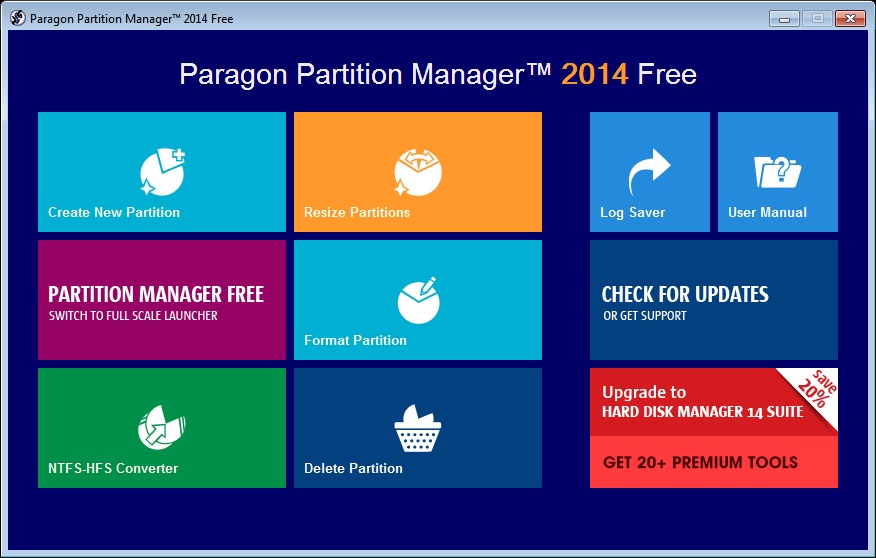 Paragon Partition Manager™ 2014 Free
Paragon Partition Manager™ 2014 Free
Create New Partition
Resize Partitions
Log Saver
User Manual
PARTITION MANAGER FREE
SWITCH TO FULL SCALE LAUNCHER
Format Partition
CHECK FOR UPDATES
OR GET SUPPORT
NTFS-HFS Converter
Delete Partition
Upgrade to
HARD DISK MANAGER 14 SUITE
save
20%
GET 20+ PREMIUM TOOLS